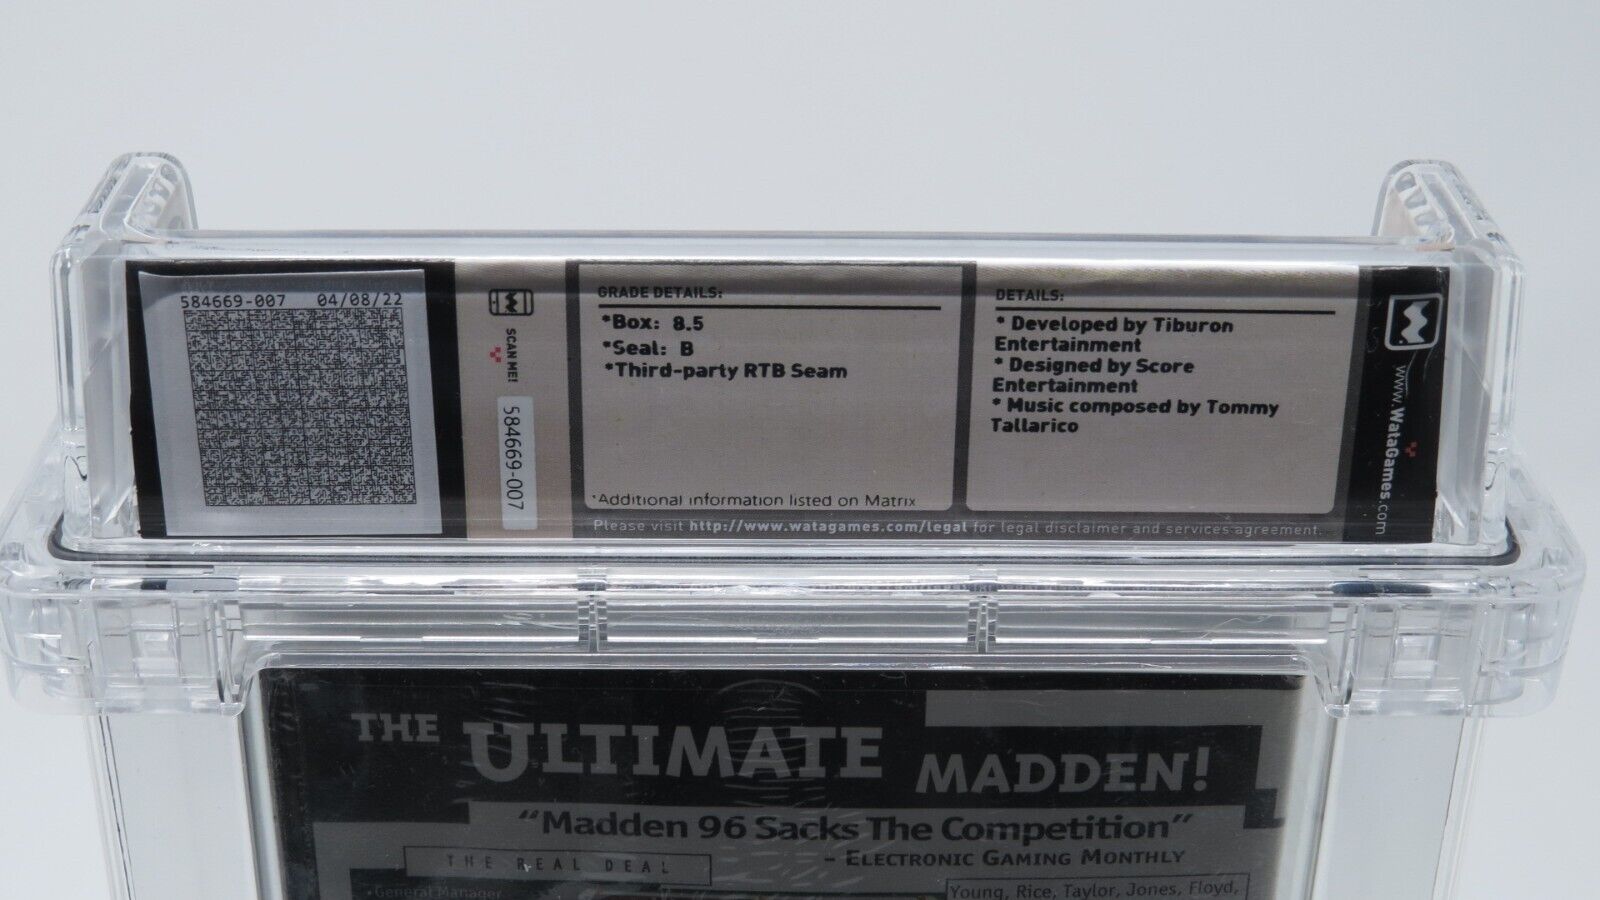 584669-007 04/08/22
SCAN ME!
584669-007
GRADE DETAILS:
*Box: 8.5
*Seal: B
*Third-party RTB Seam
*Additional information listed on Matrix
DETAILS:
* Developed by Tiburon
Entertainment
* Designed by Score
Entertainment
* Music composed by Tommy
Tallarico
www.WataGames.com
Please visit http://www.watagames.com/legal for legal disclaimer and services agreement.
THE ULTIMATE MADDEN!
"Madden 96 Sacks The Competition"
- ELECTRONIC GAMING MONTHLY
THE REAL DEAL
General Manager
Young, Rice, Taylor, Jones, Floyd,